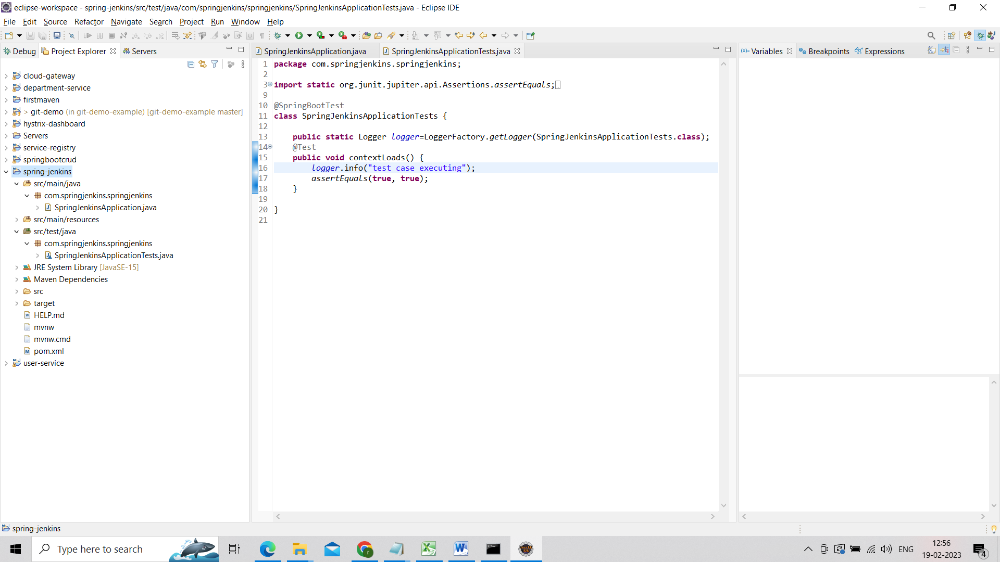 eclipse-workspace - spring-jenkins/src/test/java/com/springjenkins/springjenkins/SpringJenkinsApplicationTests.java - Eclipse IDE
File Edit Source Refactor Navigate Search Project Run Window Help
Debug Project Explorer Servers
cloud-gateway
department-service
firstmaven
> git-demo (in git-demo-example) [git-demo-example master]
hystrix-dashboard
Servers
service-registry
springbootcrud
spring-jenkins
src/main/java
com.springjenkins.springjenkins
SpringJenkinsApplication.java
src/main/resources
src/test/java
com.springjenkins.springjenkins
SpringJenkinsApplicationTests.java
JRE System Library [JavaSE-15]
Maven Dependencies
src
target
HELP.md
mvnw
mvnw.cmd
pom.xml
user-service
SpringJenkinsApplication.java SpringJenkinsApplicationTests.java
1 package com.springjenkins.springjenkins;
2
3 import static org.junit.jupiter.api.Assertions.assertEquals;
9
10 @SpringBootTest
11 class SpringJenkinsApplicationTests {
12
13 public static Logger logger=LoggerFactory.getLogger(SpringJenkinsApplicationTests.class);
14 @Test
15 public void contextLoads() {
16 logger.info("test case executing");
17 assertEquals(true, true);
18 }
19
20 }
21
(x)= Variables Breakpoints Expressions
spring-jenkins
Type here to search
ENG
12:56
19-02-2023
4